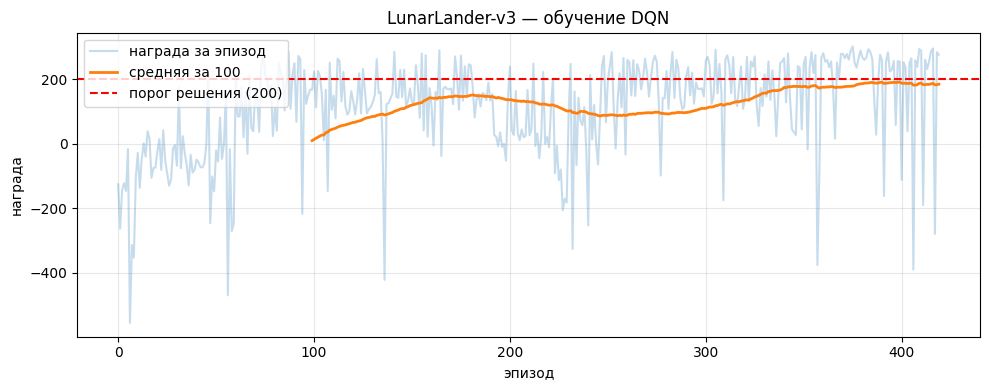 LunarLander-v3 — обучение DQN
награда за эпизод
средняя за 100
порог решения (200)
награда
200
0
−200
−400
0
100
200
300
400
эпизод